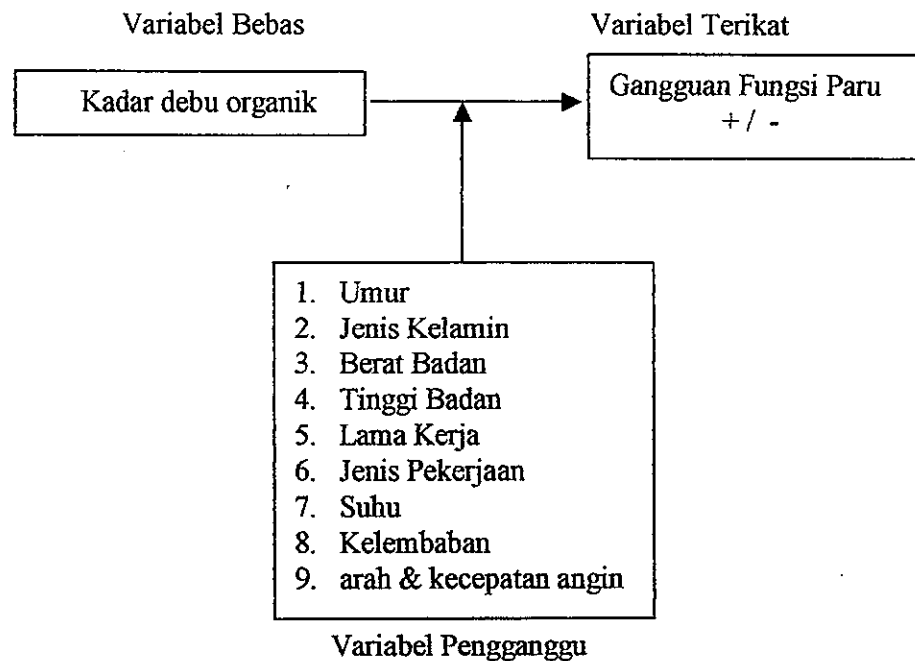 Variabel Bebas
Variabel Terikat
Kadar debu organik
Gangguan Fungsi Paru
+ / -
1. Umur
2. Jenis Kelamin
3. Berat Badan
4. Tinggi Badan
5. Lama Kerja
6. Jenis Pekerjaan
7. Suhu
8. Kelembaban
9. arah & kecepatan angin
Variabel Pengganggu